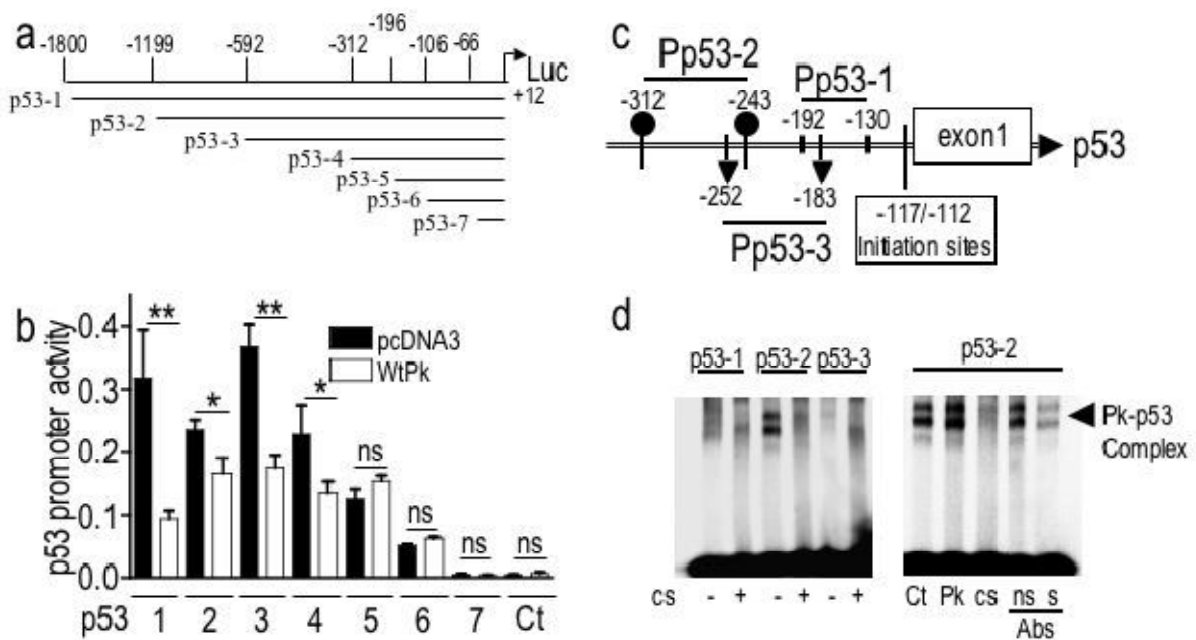 a
-1800 -1199 -592 -312 -196 -106 -66
Luc
+12
p53-1
p53-2
p53-3
p53-4
p53-5
p53-6
p53-7
b
p53 promoter actvity
0.4
0.3
0.2
0.1
0.0
** * ** * ns ns ns ns
pcDNA3
WtPk
p53 1 2 3 4 5 6 7 Ct
c
Pp53-2
Pp53-1
-312 -243 -192 -130
exon1
p53
-252 -183
Pp53-3
-117/-112
Initiation sites
d
p53-1 p53-2 p53-3
cs - + - + - +
p53-2
Pk-p53
Complex
Ct Pk cs ns s
Abs